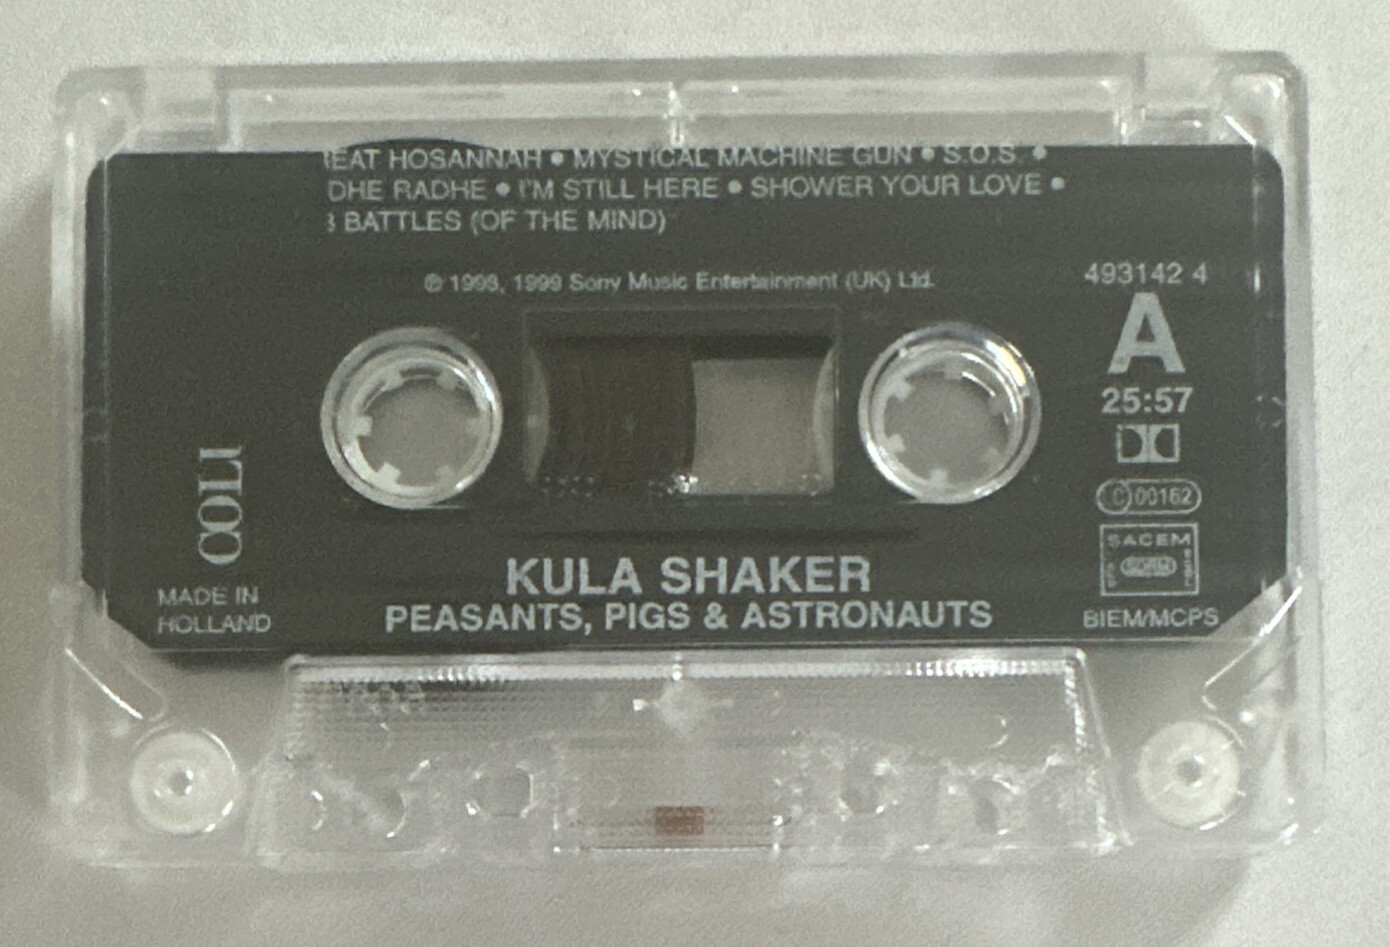 EAT HOSANNAH • MYSTICAL MACHINE GUN • S.O.S. •
DHE RADHE • I'M STILL HERE • SHOWER YOUR LOVE •
BATTLES (OF THE MIND)
℗ 1998, 1999 Sony Music Entertainment (UK) Ltd.
493142 4
A
25:57
LC 00162
SACEM
SDRM
BIEM/MCPS
COLI
MADE IN
HOLLAND
KULA SHAKER
PEASANTS, PIGS & ASTRONAUTS